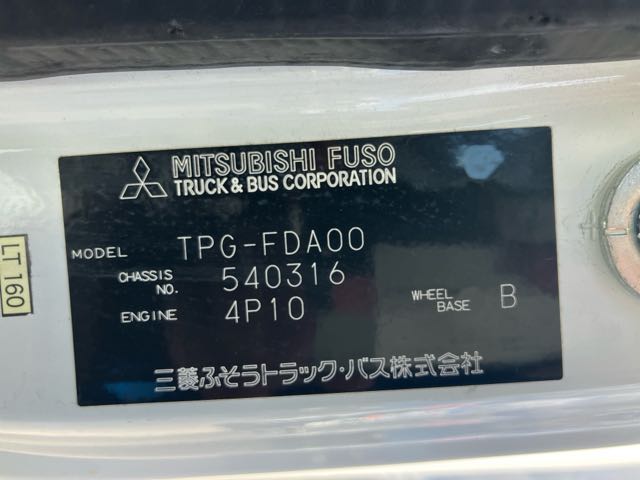 MITSUBISHI FUSO
TRUCK & BUS CORPORATION
MODEL TPG-FDA00
CHASSIS NO. 540316
ENGINE 4P10
WHEEL BASE B
三菱ふそうトラック・バス株式会社
LT 160